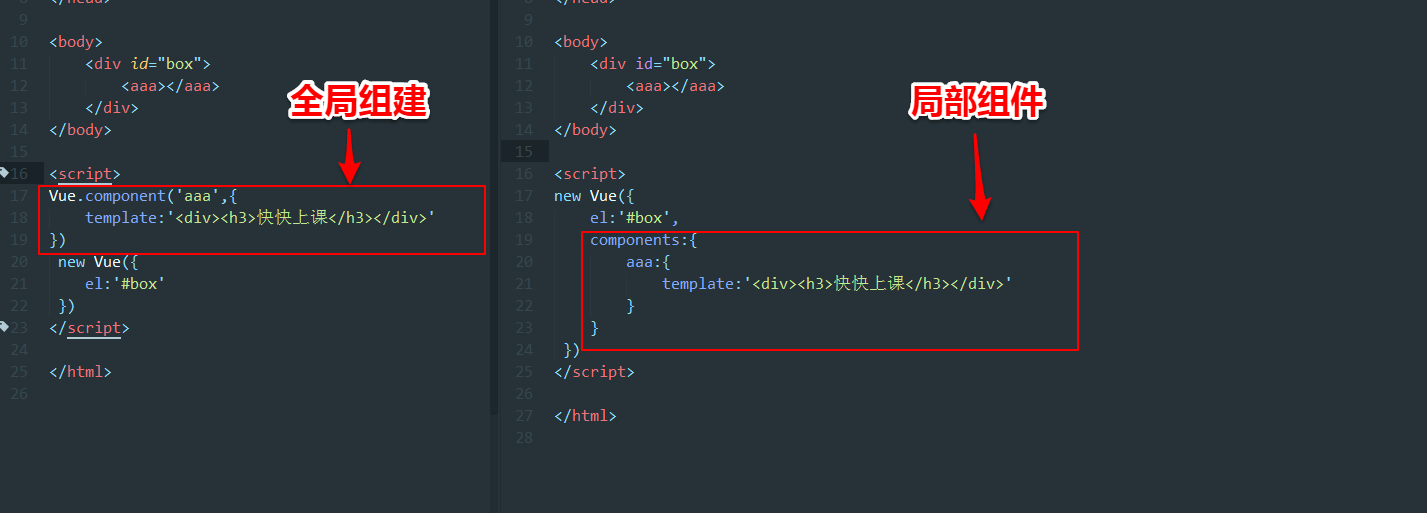 8 </head>
9
10 <body>
11 <div id="box">
12 <aaa></aaa>
13 </div>
14 </body>
15
16 <script>
17 Vue.component('aaa',{
18 template:'<div><h3>快快上课</h3></div>'
19 })
20 new Vue({
21 el:'#box'
22 })
23 </script>
24
25 </html>
26
全局组建
</head>
9
10 <body>
11 <div id="box">
12 <aaa></aaa>
13 </div>
14 </body>
15
16 <script>
17 new Vue({
18 el:'#box',
19 components:{
20 aaa:{
21 template:'<div><h3>快快上课</h3></div>'
22 }
23 }
24 })
25 </script>
26
27 </html>
28
局部组件